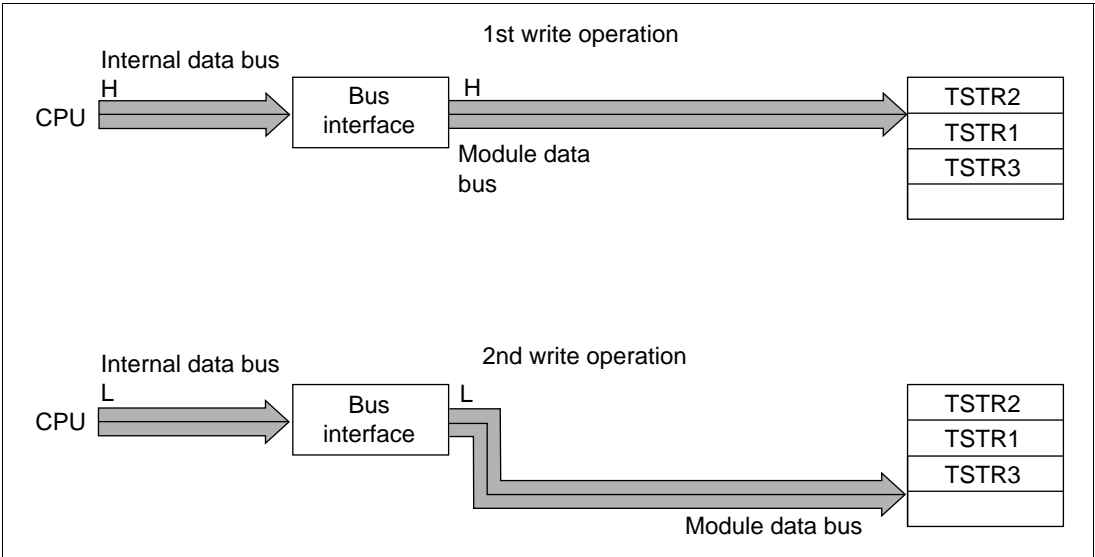 1st write operation
Internal data bus
H
CPU
Bus
interface
H
Module data
bus
TSTR2
TSTR1
TSTR3
2nd write operation
Internal data bus
L
CPU
Bus
interface
L
Module data bus
TSTR2
TSTR1
TSTR3